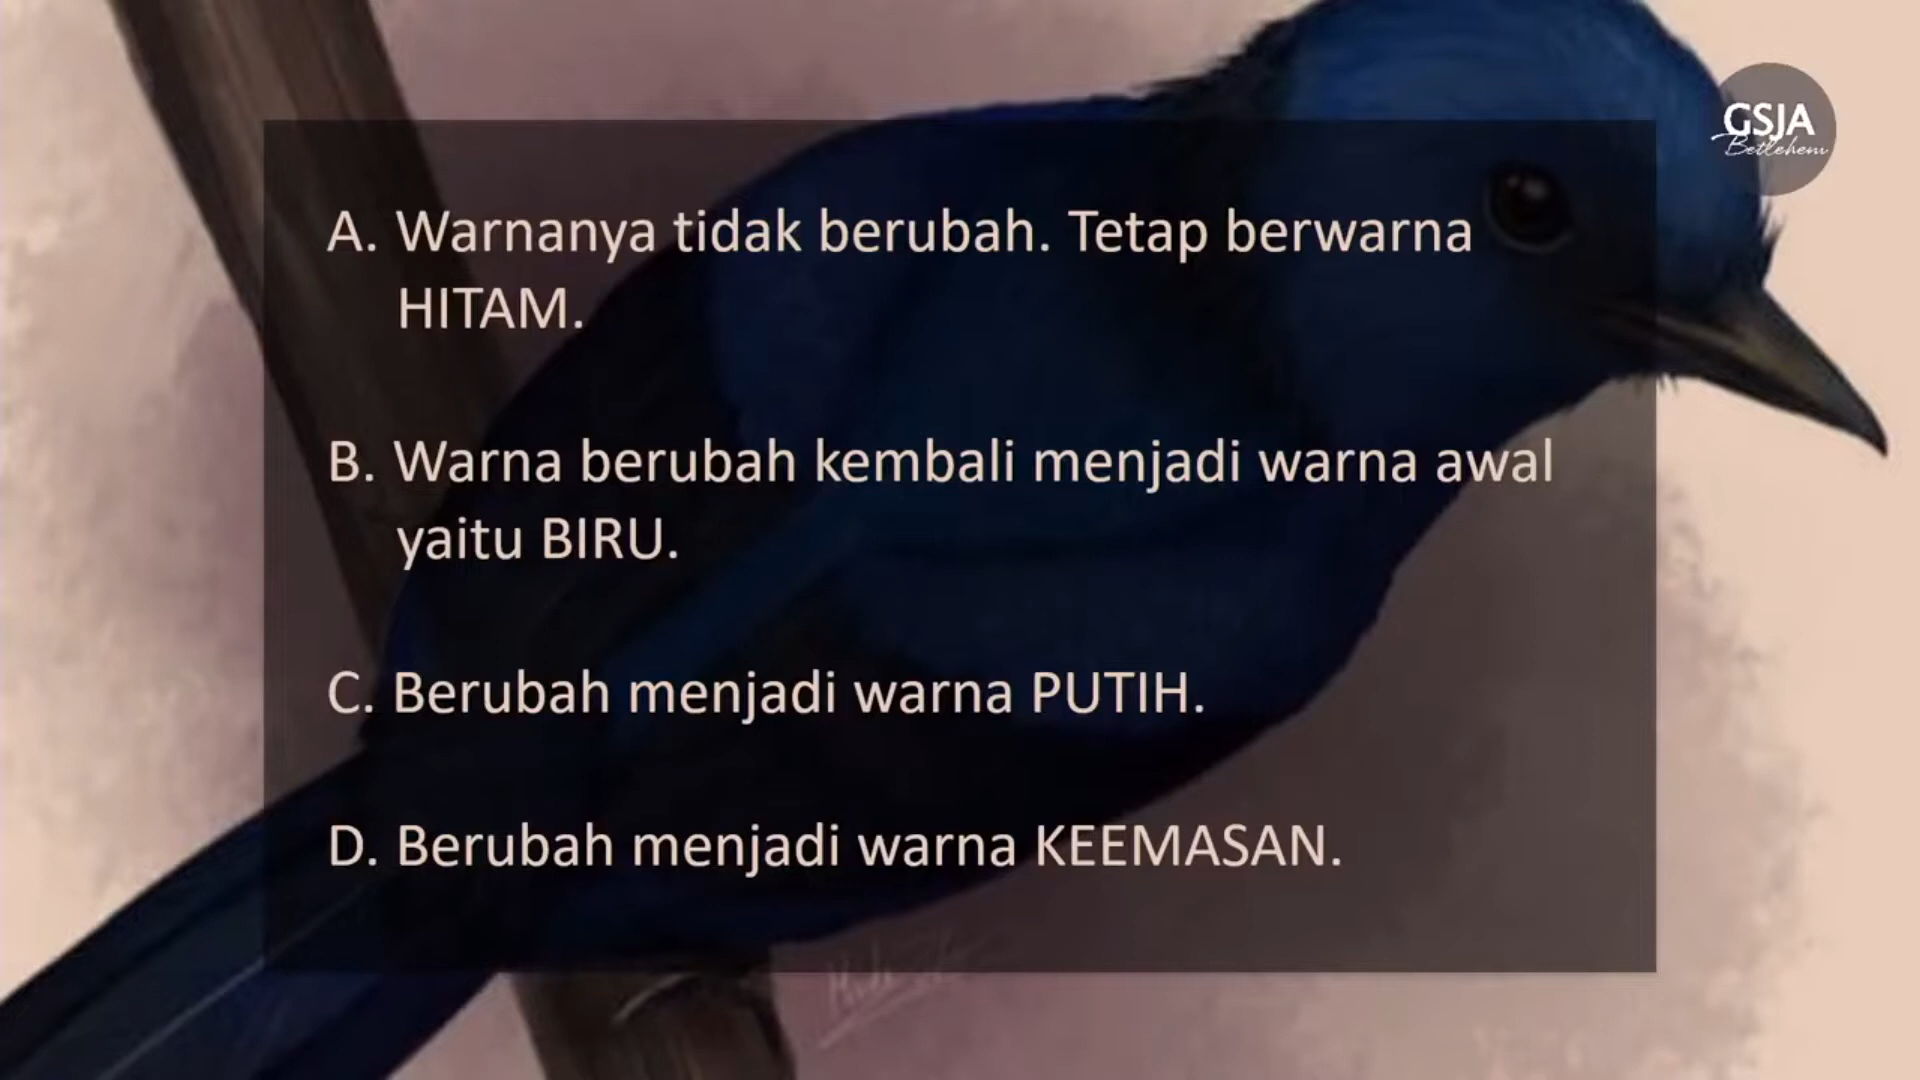 GSJA
Betlehem
A. Warnanya tidak berubah. Tetap berwarna
HITAM.
B. Warna berubah kembali menjadi warna awal
yaitu BIRU.
C. Berubah menjadi warna PUTIH.
D. Berubah menjadi warna KEEMASAN.